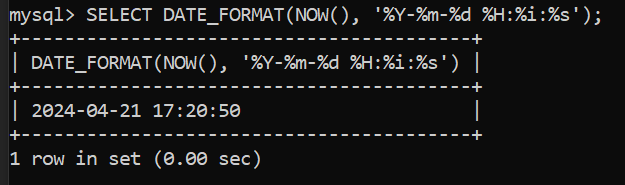 mysql> SELECT DATE_FORMAT(NOW(), '%Y-%m-%d %H:%i:%s');
+-----------------------------------------+
| DATE_FORMAT(NOW(), '%Y-%m-%d %H:%i:%s') |
+-----------------------------------------+
| 2024-04-21 17:20:50                     |
+-----------------------------------------+
1 row in set (0.00 sec)